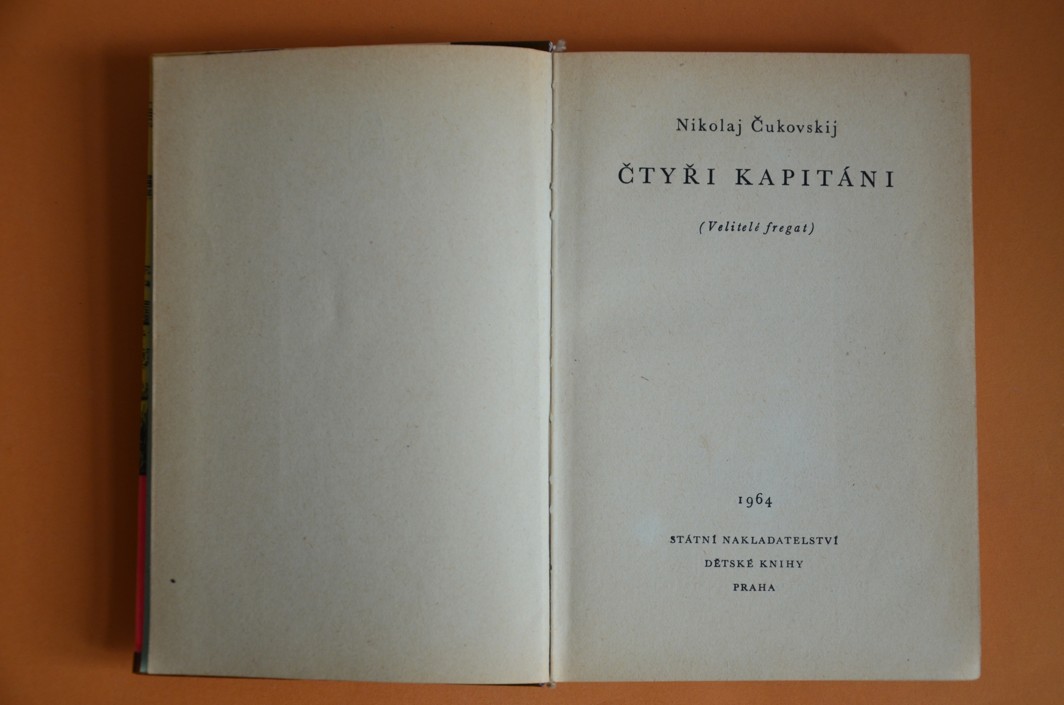 Nikolaj Čukovskij
ČTYŘI KAPITÁNI
(Velitelé fregat)
1964
STÁTNÍ NAKLADATELSTVÍ
DĚTSKÉ KNIHY
PRAHA